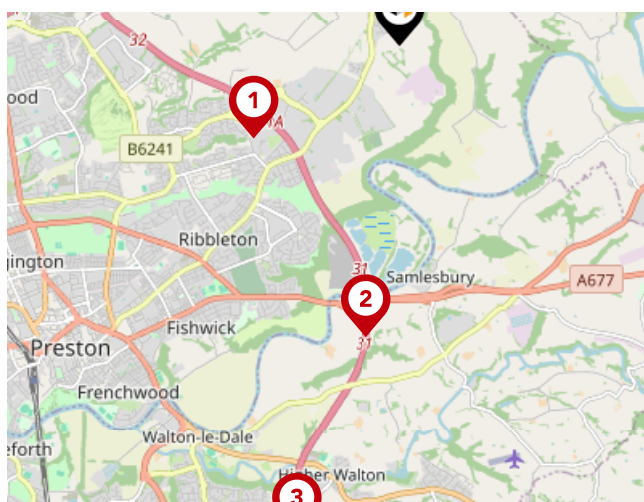 32
ood
1
1A
B6241
Ribbleton
gington
31
Samlesbury
A677
2
Fishwick
31
Preston
Frenchwood
Walton-le-Dale
eforth
Higher Walton
3